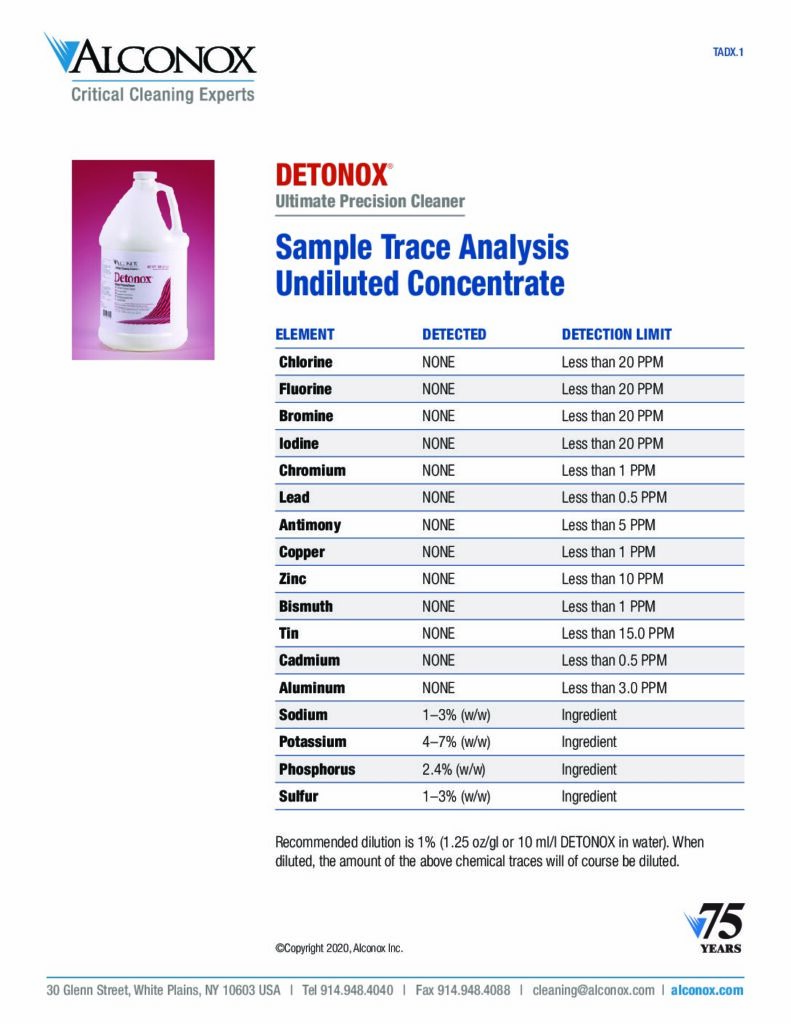 ALCONOX
Critical Cleaning Experts
TADX.1
Detonox
DETONOX®
Ultimate Precision Cleaner
Sample Trace Analysis
Undiluted Concentrate
ELEMENT DETECTED DETECTION LIMIT
Chlorine NONE Less than 20 PPM
Fluorine NONE Less than 20 PPM
Bromine NONE Less than 20 PPM
Iodine NONE Less than 20 PPM
Chromium NONE Less than 1 PPM
Lead NONE Less than 0.5 PPM
Antimony NONE Less than 5 PPM
Copper NONE Less than 1 PPM
Zinc NONE Less than 10 PPM
Bismuth NONE Less than 1 PPM
Tin NONE Less than 15.0 PPM
Cadmium NONE Less than 0.5 PPM
Aluminum NONE Less than 3.0 PPM
Sodium 1–3% (w/w) Ingredient
Potassium 4–7% (w/w) Ingredient
Phosphorus 2.4% (w/w) Ingredient
Sulfur 1–3% (w/w) Ingredient
Recommended dilution is 1% (1.25 oz/gl or 10 ml/l DETONOX in water). When
diluted, the amount of the above chemical traces will of course be diluted.
75
YEARS
©Copyright 2020, Alconox Inc.
30 Glenn Street, White Plains, NY 10603 USA | Tel 914.948.4040 | Fax 914.948.4088 | cleaning@alconox.com | alconox.com